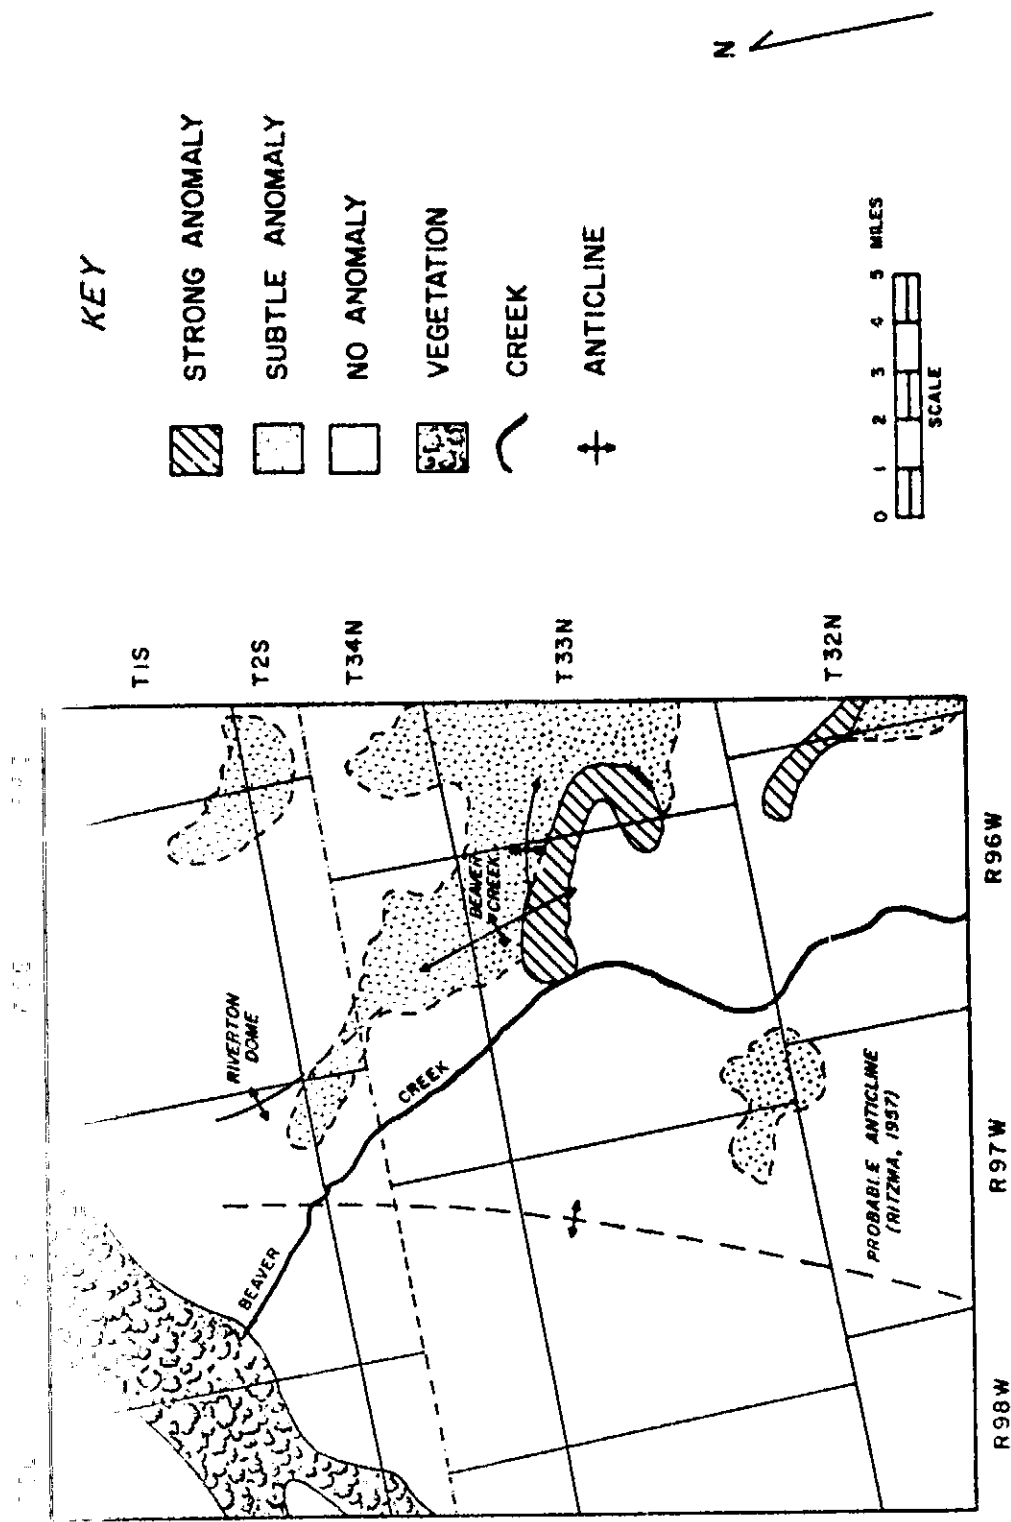 KEY
STRONG ANOMALY
SUBTLE ANOMALY
NO ANOMALY
VEGETATION
CREEK
ANTICLINE
N
0 1 2 3 4 5 MILES
SCALE
T1S
T2S
T34N
T33N
T32N
R98W
R97W
R96W
RIVERTON
DOME
BEAVER
CREEK
BEAVER
CREEK
PROBABLE ANTICLINE
(RITZMA, 1957)